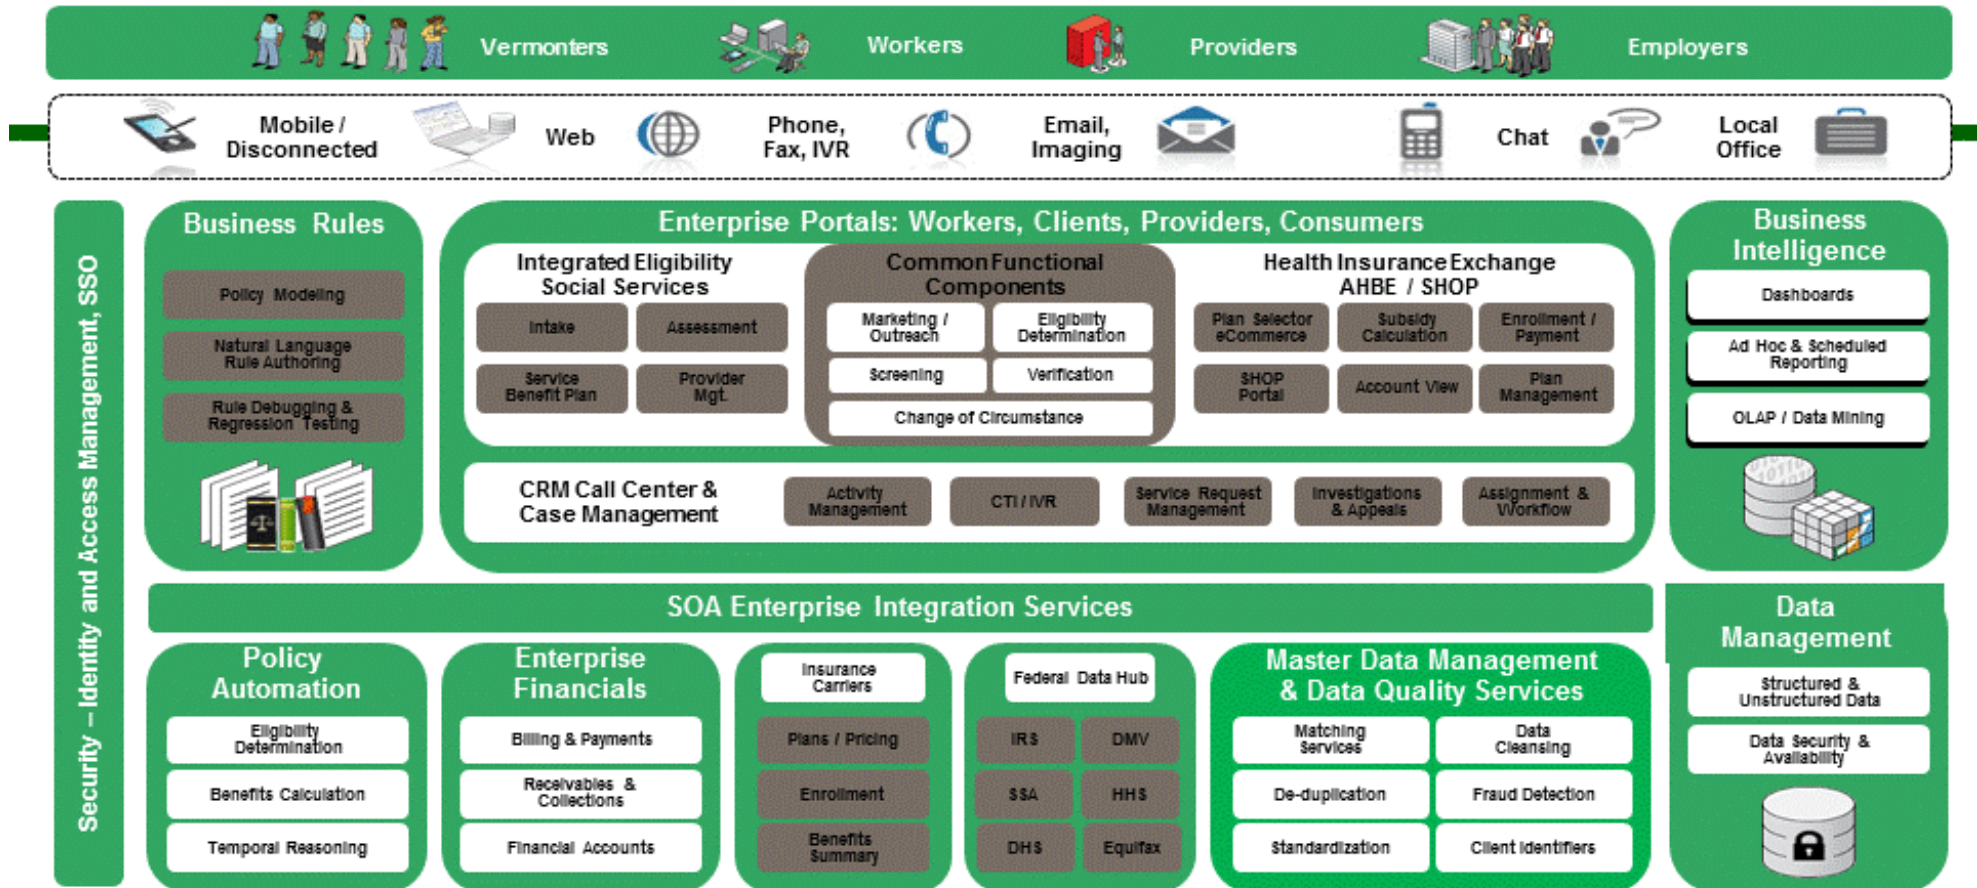 Vermonters
Workers
Providers
Employers
Mobile /
Disconnected
Web
Phone,
Fax, IVR
Email,
Imaging
Chat
Local
Office
Security – Identity and Access Management, SSO
Business Rules
Policy Modeling
Natural Language
Rule Authoring
Rule Debugging &
Regression Testing
Enterprise Portals: Workers, Clients, Providers, Consumers
Integrated Eligibility
Social Services
Intake
Assessment
Service
Benefit Plan
Provider
Mgt.
Common Functional
Components
Marketing /
Outreach
Eligibility
Determination
Screening
Verification
Change of Circumstance
Health Insurance Exchange
AHBE / SHOP
Plan Selector
eCommerce
Subsidy
Calculation
Enrollment /
Payment
SHOP
Portal
Account View
Plan
Management
CRM Call Center &
Case Management
Activity
Management
CTI / IVR
Service Request
Management
Investigations
& Appeals
Assignment &
Workflow
Business
Intelligence
Dashboards
Ad Hoc & Scheduled
Reporting
OLAP / Data Mining
SOA Enterprise Integration Services
Policy
Automation
Eligibility
Determination
Benefits Calculation
Temporal Reasoning
Enterprise
Financials
Billing & Payments
Receivables &
Collections
Financial Accounts
Insurance
Carriers
Plans / Pricing
Enrollment
Benefits
Summary
Federal Data Hub
IRS
DMV
SSA
HHS
DHS
Equifax
Master Data Management
& Data Quality Services
Matching
Services
Data
Cleansing
De-duplication
Fraud Detection
Standardization
Client Identifiers
Data
Management
Structured &
Unstructured Data
Data Security &
Availability